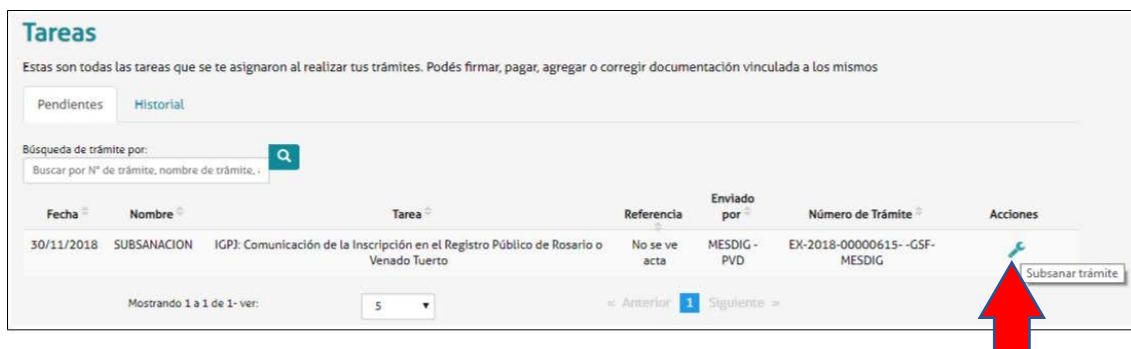 Tareas
Estas son todas las tareas que se te asignaron al realizar tus trámites. Podés firmar, pagar, agregar o corregir documentación vinculada a los mismos
Pendientes Historial
Búsqueda de trámite por:
Buscar por N° de trámite, nombre de trámite,
Fecha Nombre Tarea Referencia Enviado por Número de Trámite Acciones
30/11/2018 SUBSANACION IGPJ: Comunicación de la Inscripción en el Registro Público de Rosario o Venado Tuerto No se ve acta MESDIG - PVD EX-2018-00000615- -GSF-MESDIG
Subsanar trámite
Mostrando 1 a 1 de 1- ver: 5 « Anterior 1 Siguiente »